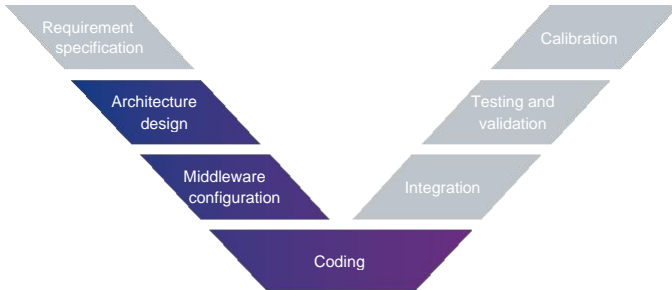 Requirement
specification
Calibration
Architecture
design
Testing and
validation
Middleware
configuration
Integration
Coding